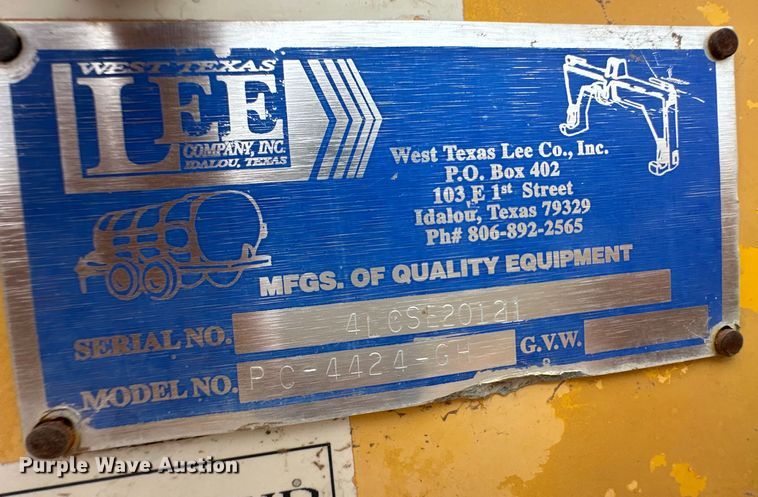 WEST TEXAS
LEE
COMPANY, INC.
IDALOU, TEXAS
West Texas Lee Co., Inc.
P.O. Box 402
103 E 1st Street
Idalou, Texas 79329
Ph# 806-892-2565
MFGS. OF QUALITY EQUIPMENT
SERIAL NO.
MODEL NO. PC-4424-GH G.V.W.
Purple Wave Auction